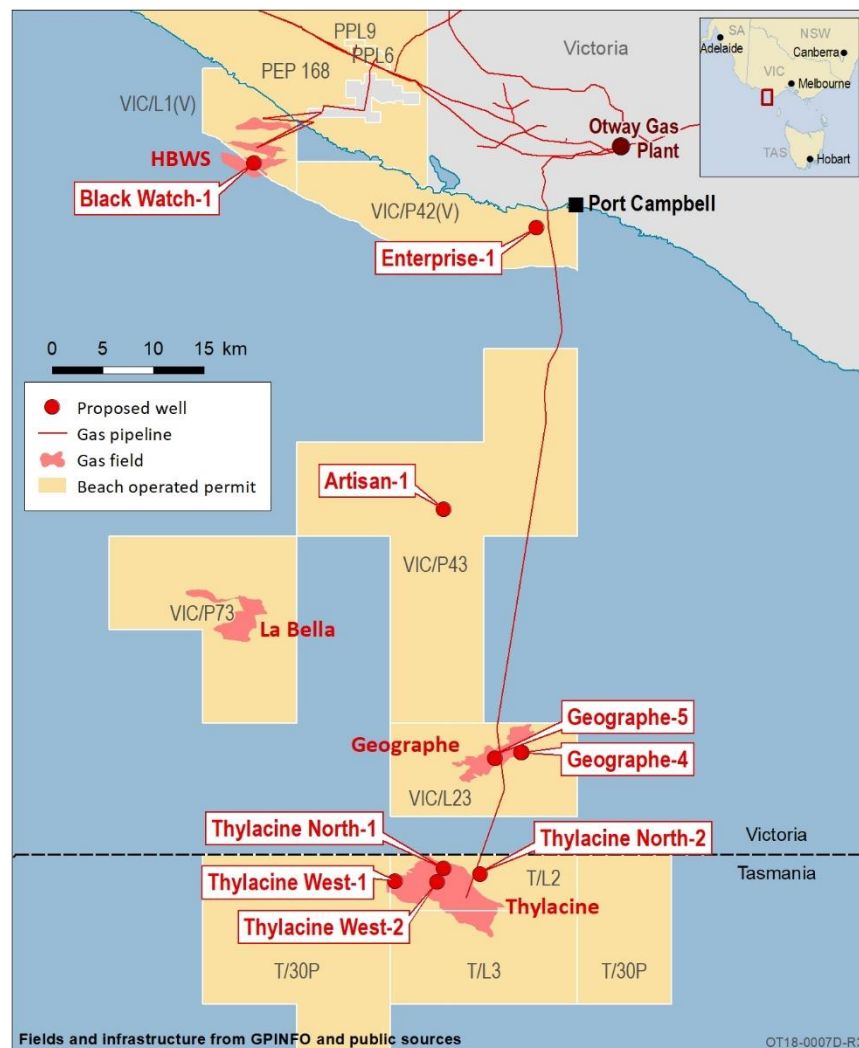 PPL9
PPL6
PEP 168
VIC/L1(V)
HBWS
Black Watch-1
VIC/P42(V)
Enterprise-1
Victoria
Otway Gas
Plant
Port Campbell
SA
NSW
Adelaide
Canberra
VIC
Melbourne
TAS
Hobart
0 5 10 15 km
Proposed well
Gas pipeline
Gas field
Beach operated permit
Artisan-1
VIC/P43
VIC/P73
La Bella
Geographe
Geographe-5
Geographe-4
VIC/L23
Thylacine North-1
Thylacine North-2
Victoria
Tasmania
Thylacine West-1
T/L2
Thylacine West-2
Thylacine
T/30P
T/L3
T/30P
Fields and infrastructure from GPINFO and public sources